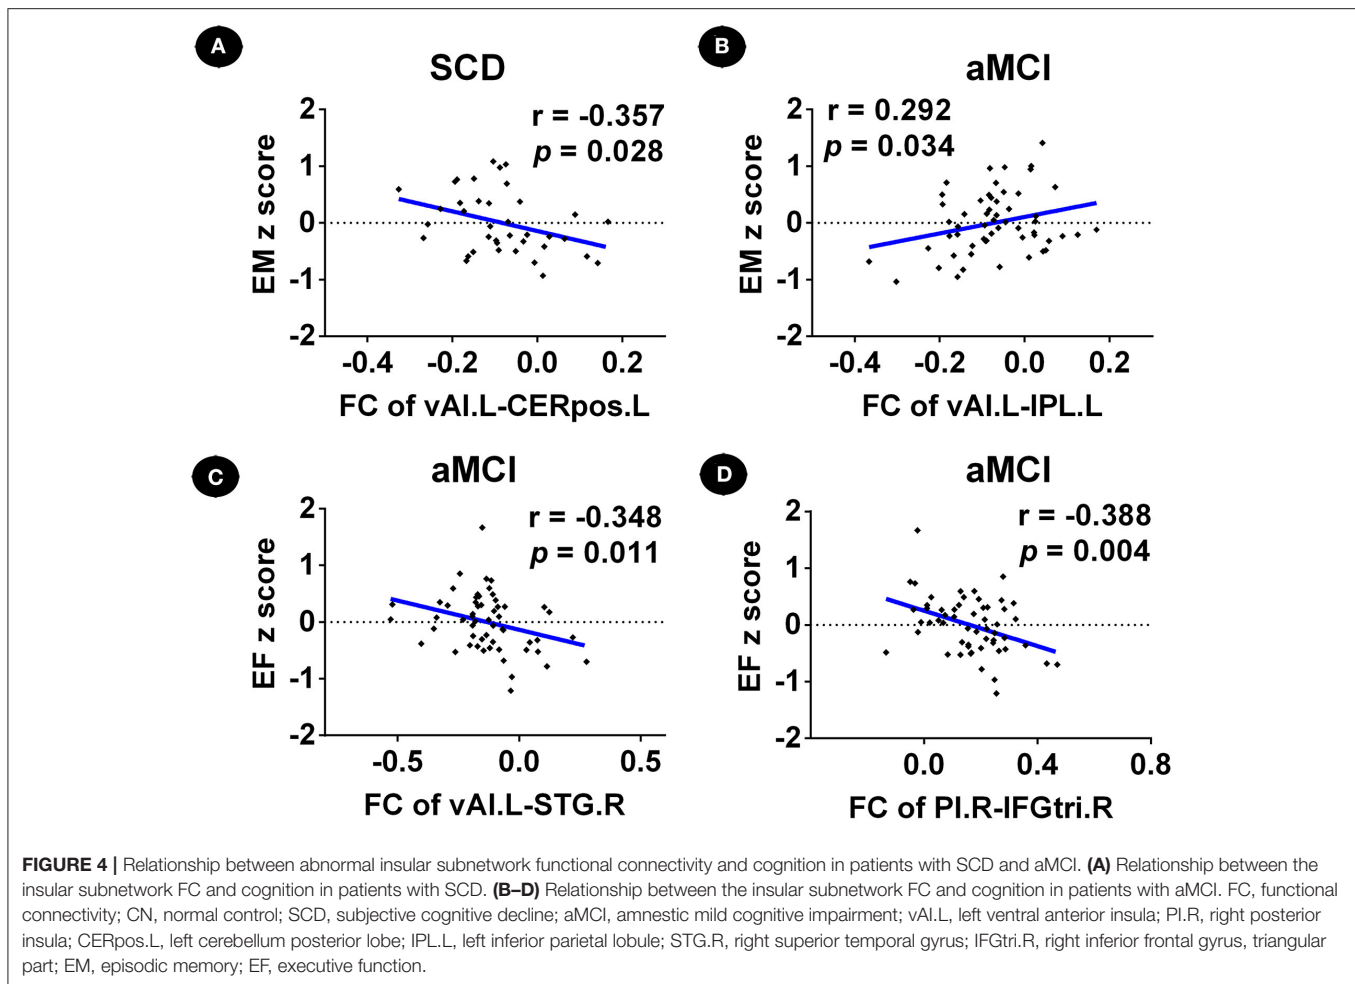 A
SCD
r = -0.357
p = 0.028
EM z score
2
1
0
-1
-2
-0.4 -0.2 0.0 0.2
FC of vAI.L-CERpos.L
B
aMCI
r = 0.292
p = 0.034
EM z score
2
1
0
-1
-2
-0.4 -0.2 0.0 0.2
FC of vAI.L-IPL.L
C
aMCI
r = -0.348
p = 0.011
EF z score
2
1
0
-1
-2
-0.5 0.0 0.5
FC of vAI.L-STG.R
D
aMCI
r = -0.388
p = 0.004
EF z score
2
1
0
-1
-2
0.0 0.4 0.8
FC of PI.R-IFGtri.R
FIGURE 4 | Relationship between abnormal insular subnetwork functional connectivity and cognition in patients with SCD and aMCI. (A) Relationship between the
insular subnetwork FC and cognition in patients with SCD. (B–D) Relationship between the insular subnetwork FC and cognition in patients with aMCI. FC, functional
connectivity; CN, normal control; SCD, subjective cognitive decline; aMCI, amnestic mild cognitive impairment; vAI.L, left ventral anterior insula; PI.R, right posterior
insula; CERpos.L, left cerebellum posterior lobe; IPL.L, left inferior parietal lobule; STG.R, right superior temporal gyrus; IFGtri.R, right inferior frontal gyrus, triangular
part; EM, episodic memory; EF, executive function.